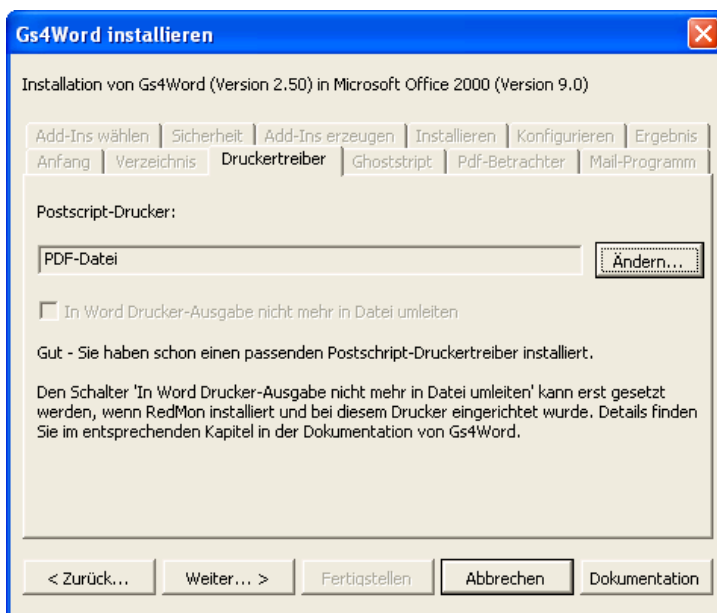 Gs4Word installieren
Installation von Gs4Word (Version 2.50) in Microsoft Office 2000 (Version 9.0)
Add-Ins wählen Sicherheit Add-Ins erzeugen Installieren Konfigurieren Ergebnis
Anfang Verzeichnis Druckertreiber Ghoststript Pdf-Betrachter Mail-Programm
Postscript-Drucker:
PDF-Datei Ändern...
In Word Drucker-Ausgabe nicht mehr in Datei umleiten
Gut - Sie haben schon einen passenden Postschript-Druckertreiber installiert.
Den Schalter 'In Word Drucker-Ausgabe nicht mehr in Datei umleiten' kann erst gesetzt
werden, wenn RedMon installiert und bei diesem Drucker eingerichtet wurde. Details finden
Sie im entsprechenden Kapitel in der Dokumentation von Gs4Word.
< Zurück... Weiter... > Fertigstellen Abbrechen Dokumentation